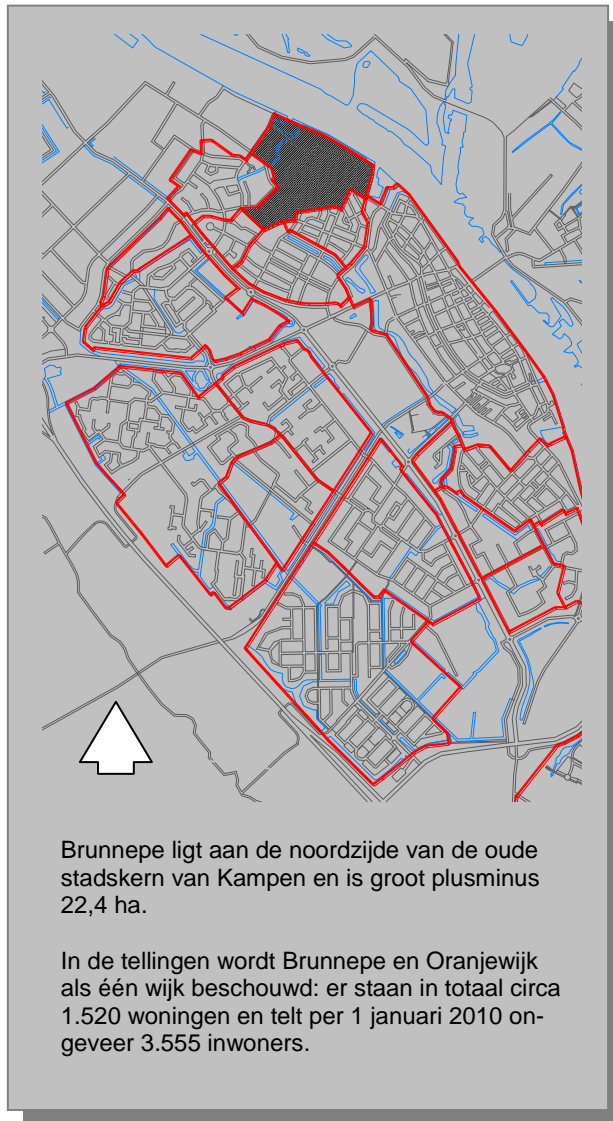 Brunnepe ligt aan de noordzijde van de oude
stadskern van Kampen en is groot plusminus
22,4 ha.
In de tellingen wordt Brunnepe en Oranjewijk
als één wijk beschouwd: er staan in totaal circa
1.520 woningen en telt per 1 januari 2010 on-
geveer 3.555 inwoners.